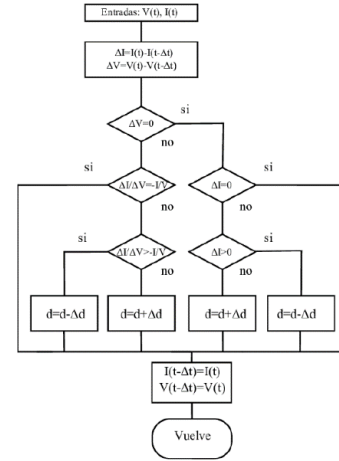 Entradas: V(t), I(t)
ΔI=I(t)-I(t-Δt)
ΔV=V(t)-V(t-Δt)
ΔV=0
si
no
si
ΔI/ΔV=-I/V
no
ΔI=0
si
no
si
ΔI/ΔV>-I/V
no
ΔI>0
si
no
d=d-Δd
d=d+Δd
d=d+Δd
d=d-Δd
I(t-Δt)=I(t)
V(t-Δt)=V(t)
Vuelve